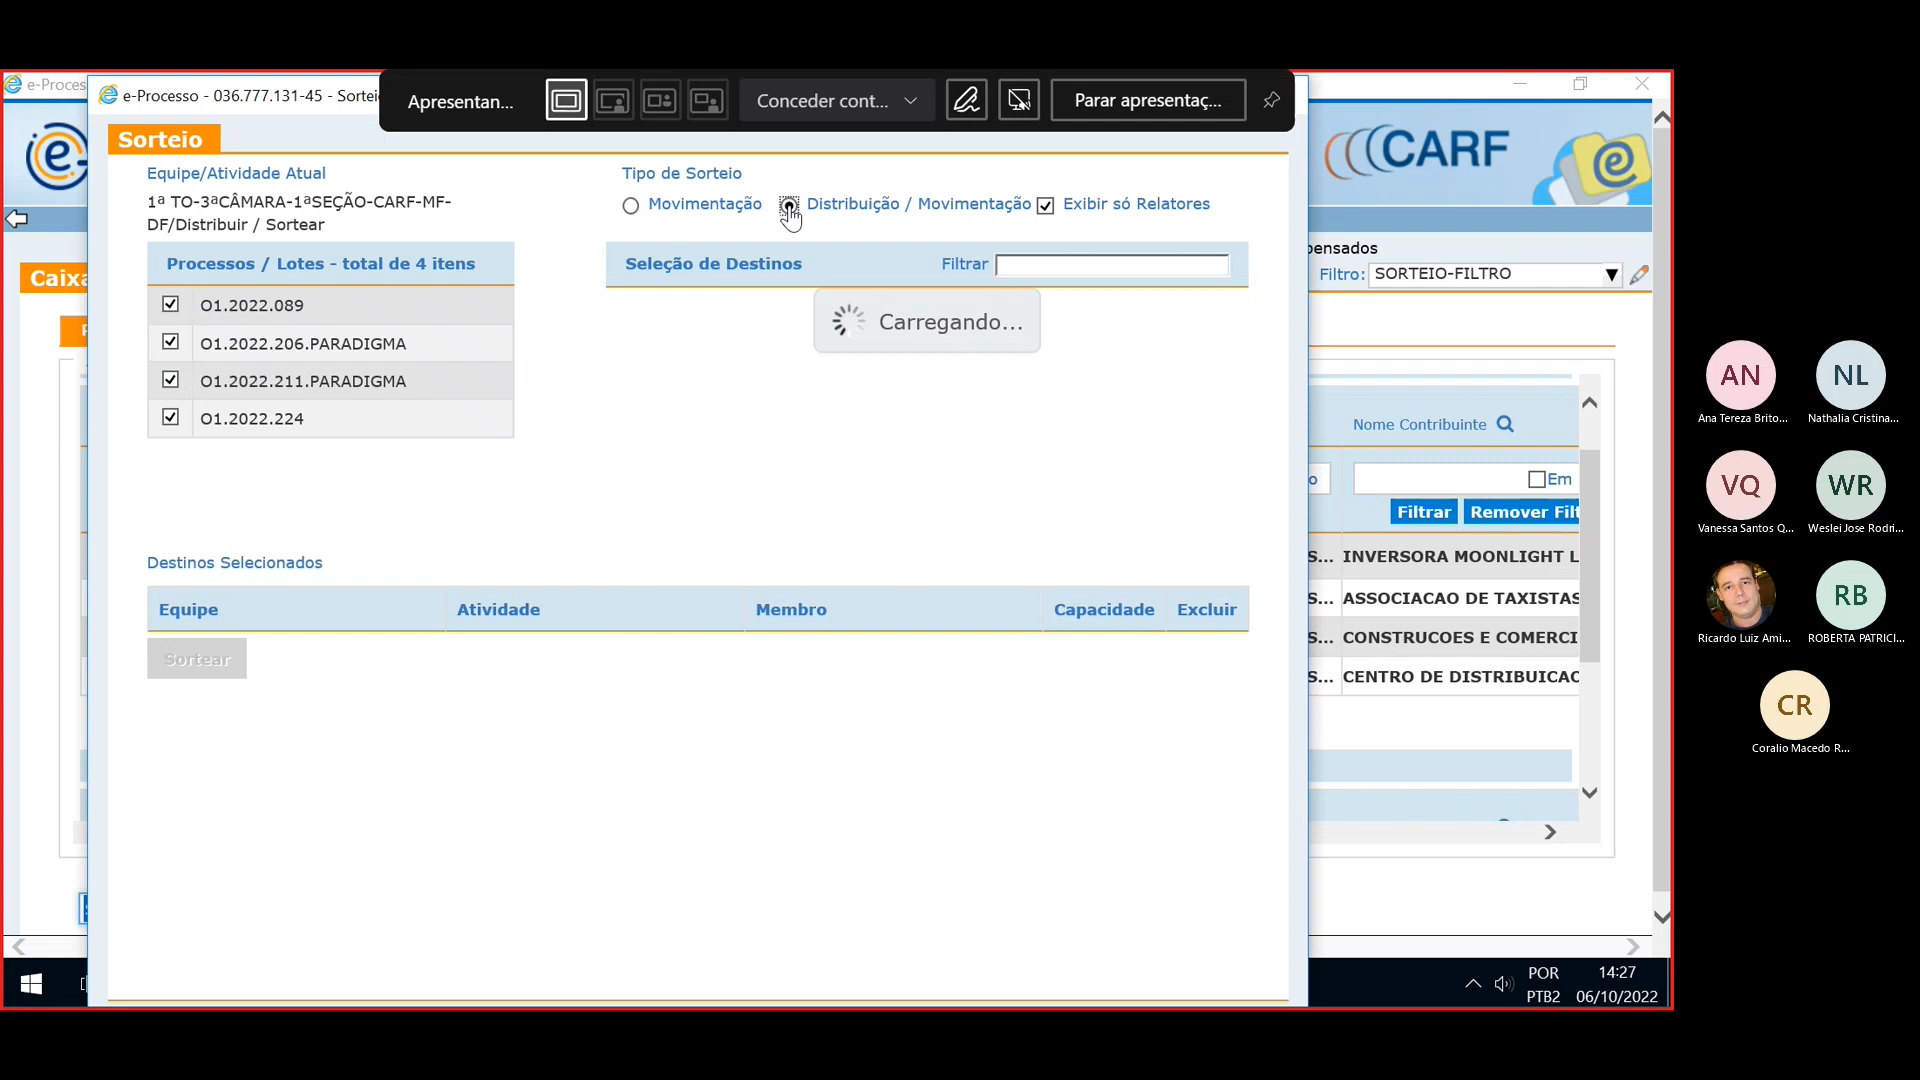 e-Proces
e-Processo - 036.777.131-45 - Sortei
Apresentan...
Conceder cont...
Parar apresentaç...
Sorteio
CARF
Equipe/Atividade Atual
1ª TO-3ªCÂMARA-1ªSEÇÃO-CARF-MF-
DF/Distribuir / Sortear
Tipo de Sorteio
Movimentação
Distribuição / Movimentação
Exibir só Relatores
pensados
Filtro:
SORTEIO-FILTRO
Caixa
Processos / Lotes - total de 4 itens
O1.2022.089
O1.2022.206.PARADIGMA
O1.2022.211.PARADIGMA
O1.2022.224
Seleção de Destinos
Filtrar
Carregando...
Nome Contribuinte
o
Em
Filtrar
Remover Filt
S... INVERSORA MOONLIGHT L
S... ASSOCIACAO DE TAXISTAS
S... CONSTRUCOES E COMERCI
S... CENTRO DE DISTRIBUICAO
Destinos Selecionados
Equipe
Atividade
Membro
Capacidade
Excluir
Sortear
AN
Ana Tereza Brito...
NL
Nathalia Cristina...
VQ
Vanessa Santos Q...
WR
Weslei Jose Rodri...
Ricardo Luiz Ami...
RB
ROBERTA PATRICI...
CR
Coralio Macedo R...
POR
PTB2
14:27
06/10/2022